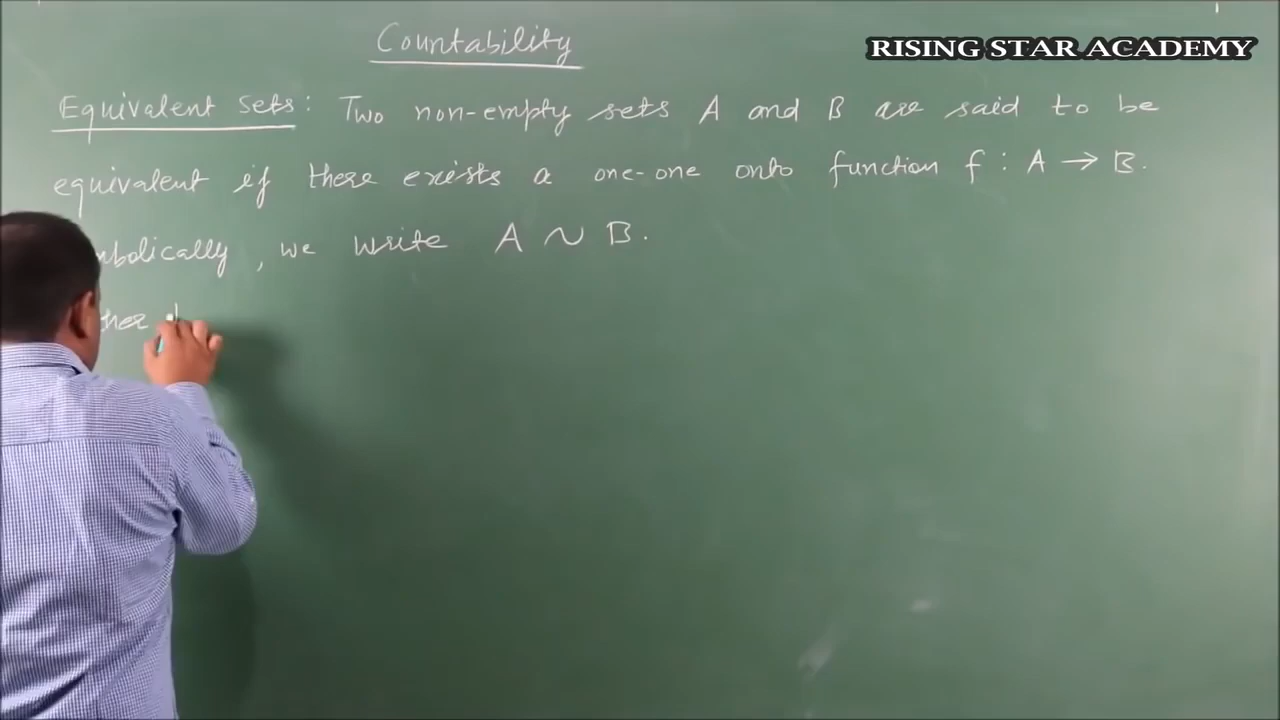 Countability
RISING STAR ACADEMY
Equivalent sets: Two non-empty sets A and B are said to be
equivalent if there exists a one-one onto function f : A → B.
, we write A ~ B.